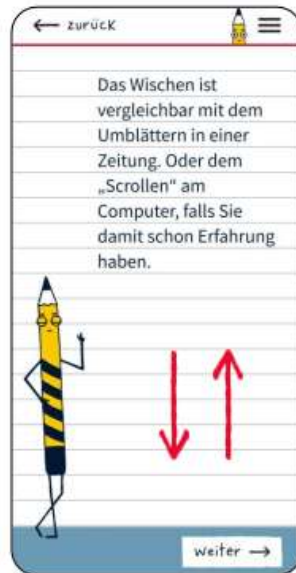 ← zurück
Das Wischen ist
vergleichbar mit dem
Umblättern in einer
Zeitung. Oder dem
„Scrollen“ am
Computer, falls Sie
damit schon Erfahrung
haben.
weiter →